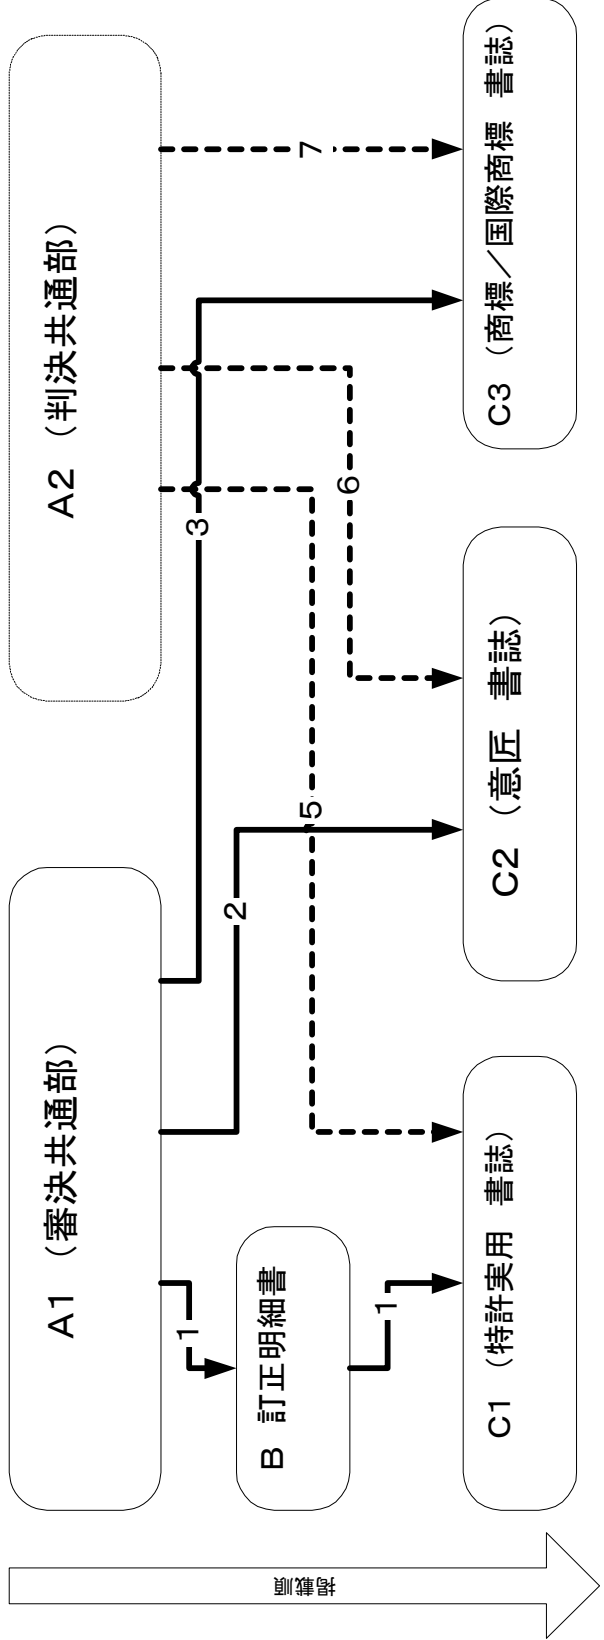 A1 （審決共通部）
A2 （判決共通部）
1
2
3
5
6
7
B 訂正明細書
1
C1 （特許実用 書誌）
C2 （意匠 書誌）
C3 （商標／国際商標 書誌）
掲載順